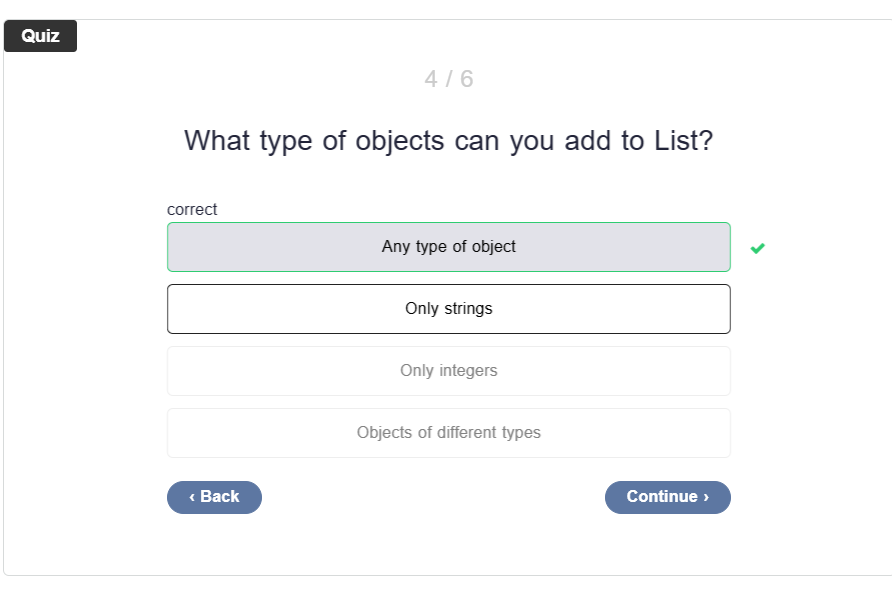 Quiz
4 / 6
What type of objects can you add to List?
correct
Any type of object
Only strings
Only integers
Objects of different types
‹ Back
Continue ›